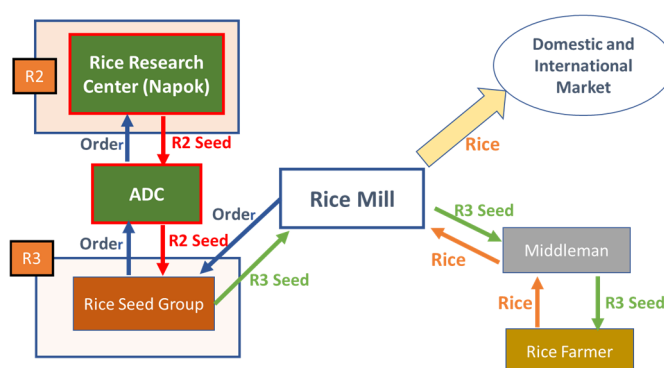 R2
Rice Research
Center (Napok)
Domestic and
International
Market
Order
R2 Seed
Rice
ADC
Rice Mill
Order
R3 Seed
Order
R2 Seed
Middleman
Rice
R3
R3 Seed
Rice Seed Group
Rice
R3 Seed
Rice Farmer